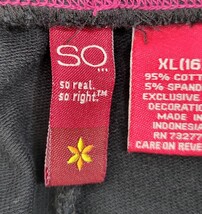 SO...
so real.
so right.™
XL(16
95% COTT
5% SPAND
EXCLUSIVE
DECORATIO
MADE IN
INDONESIA
RN 73277
CARE ON REVE